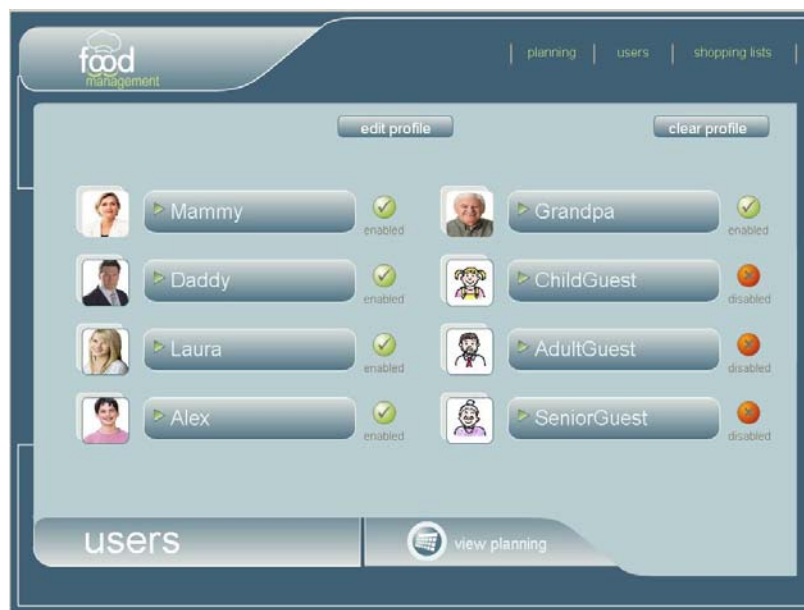 food
management
planning
users
shopping lists
edit profile
clear profile
Mammy
enabled
Grandpa
enabled
Daddy
enabled
ChildGuest
disabled
Laura
enabled
AdultGuest
disabled
Alex
enabled
SeniorGuest
disabled
users
view planning